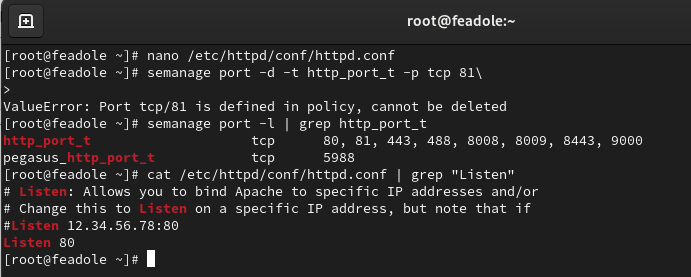 root@feadole:~
[root@feadole ~]# nano /etc/httpd/conf/httpd.conf
[root@feadole ~]# semanage port -d -t http_port_t -p tcp 81\
>
ValueError: Port tcp/81 is defined in policy, cannot be deleted
[root@feadole ~]# semanage port -l | grep http_port_t
http_port_t                    tcp      80, 81, 443, 488, 8008, 8009, 8443, 9000
pegasus_http_port_t            tcp      5988
[root@feadole ~]# cat /etc/httpd/conf/httpd.conf | grep "Listen"
# Listen: Allows you to bind Apache to specific IP addresses and/or
# Change this to Listen on a specific IP address, but note that if
#Listen 12.34.56.78:80
Listen 80
[root@feadole ~]#